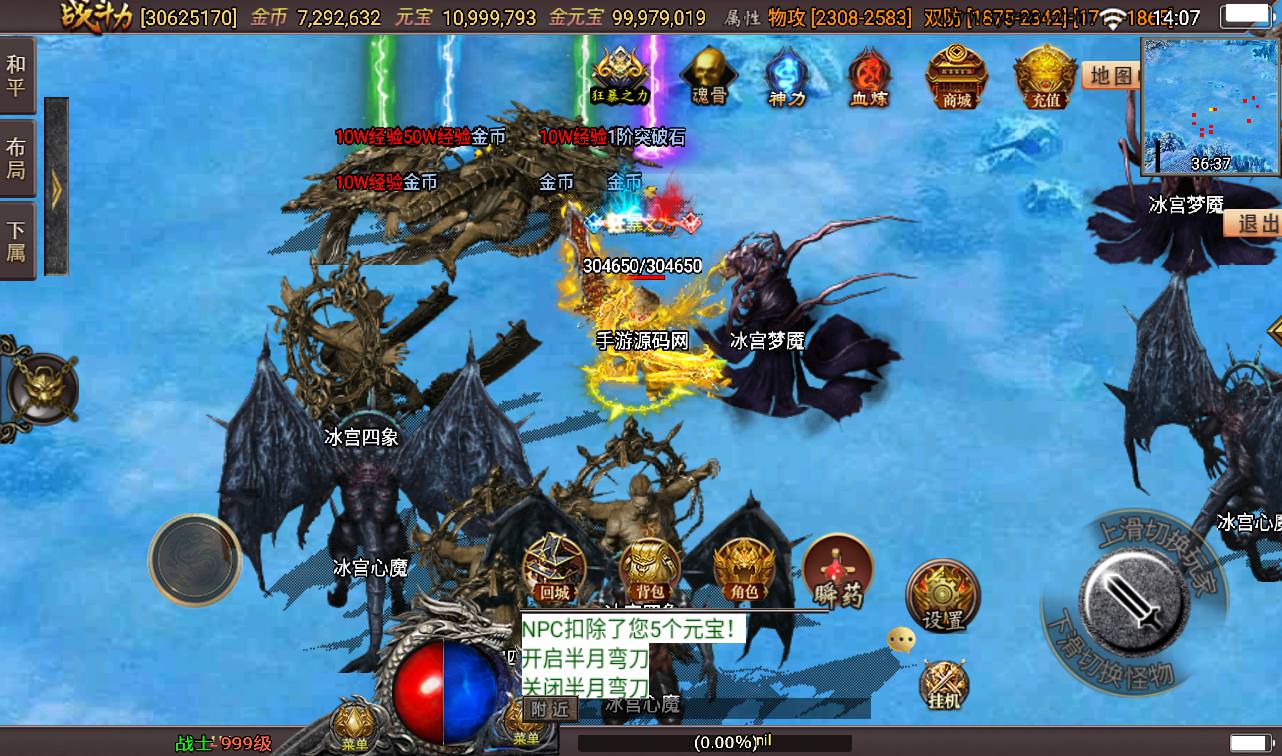 战斗力 [30625170] 金币 7,292,632 元宝 10,999,793 金元宝 99,979,019 属性 物攻 [2308-2583] 双防 14:07
和平
布局
下属
狂暴之力
魂骨
神力
血炼
商城
充值
地图
36:37
10W经验50W经验金币
10W经验1阶突破石
10W经验金币
金币
金币
冰宫梦魇
退出
304650/304650
手游源码网
冰宫梦魇
冰宫四象
冰宫心魔
冰宫心魔
上滑切换玩家
下滑切换怪物
回城
背包
角色
瞬药
设置
冰宫四象
NPC扣除了您5个元宝!
开启半月弯刀
关闭半月弯刀
附近
冰宫心魔
挂机
菜单
菜单
战士 999级
(0.00%)nil